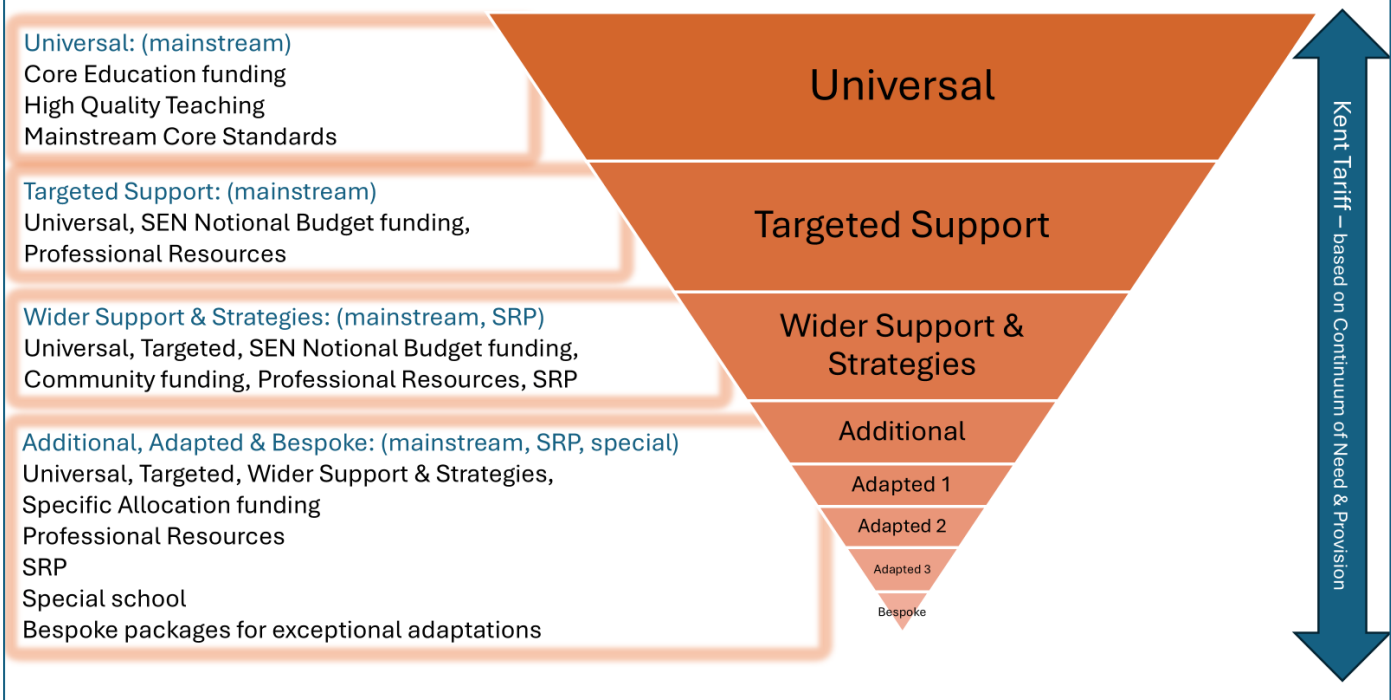 Universal: (mainstream)
Core Education funding
High Quality Teaching
Mainstream Core Standards
Targeted Support: (mainstream)
Universal, SEN Notional Budget funding,
Professional Resources
Wider Support & Strategies: (mainstream, SRP)
Universal, Targeted, SEN Notional Budget funding,
Community funding, Professional Resources, SRP
Additional, Adapted & Bespoke: (mainstream, SRP, special)
Universal, Targeted, Wider Support & Strategies,
Specific Allocation funding
Professional Resources
SRP
Special school
Bespoke packages for exceptional adaptations
Universal
Targeted Support
Wider Support &
Strategies
Additional
Adapted 1
Adapted 2
Adapted 3
Bespoke
Kent Tariff – based on Continuum of Need & Provision